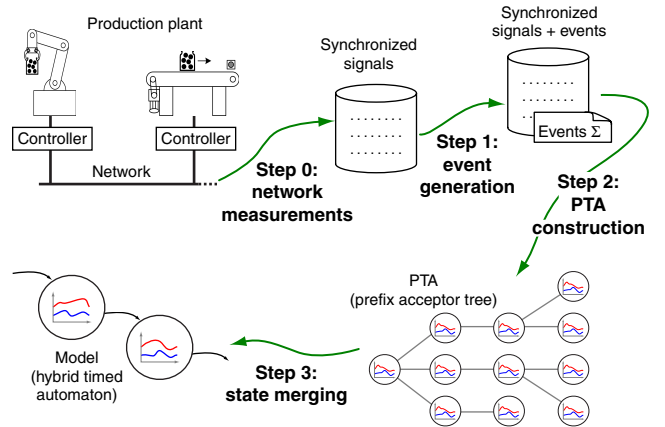 Production plant
Controller
Controller
Network
Step 0:
network
measurements
Synchronized
signals
Step 1:
event
generation
Synchronized
signals + events
Events Σ
Step 2:
PTA
construction
PTA
(prefix acceptor tree)
Step 3:
state merging
Model
(hybrid timed
automaton)